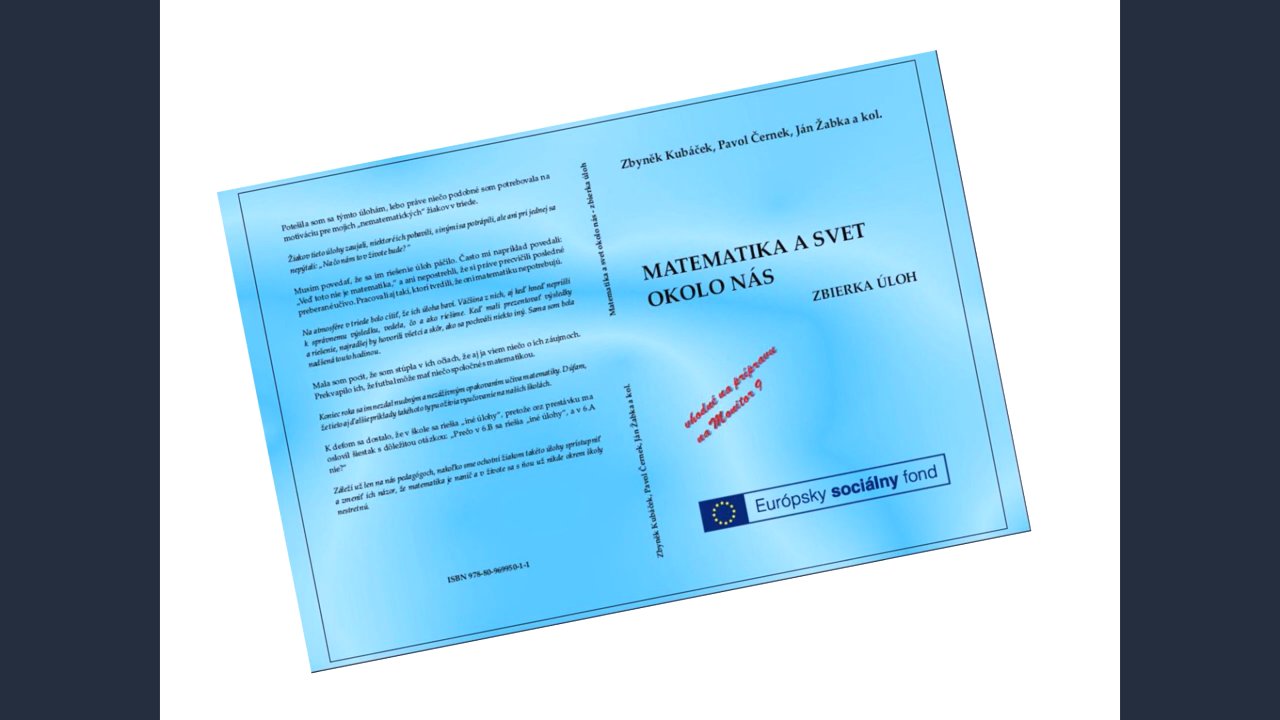 Potešila som sa týmto úlohám, lebo práve niečo podobné som potrebovala na
motiváciu pre mojich „nematematických“ žiakov v triede.
Žiakov tieto úlohy zaujali, niektoré ich pobavili, s inými sa potrápili, ale ani pri jednej sa
nepýtali: „Na čo nám to v živote bude?“
Musím povedať, že sa im riešenie úloh páčilo. Často mi napríklad povedali:
„Veď toto nie je matematika,“ a ani nepostrehli, že si práve precvičili posledné
preberané učivo. Pracovali aj takí, ktorí tvrdili, že oni matematiku nepotrebujú.
Na atmosfére v triede bolo cítiť, že ich úloha baví. Väčšina z nich, aj keď hneď neprišli
k správnemu výsledku, vedela, čo a ako riešime. Keď mali prezentovať výsledky
a riešenie, najradšej by hovorili všetci a skôr, ako sa pochváli niekto iný. Sama som bola
nadšená touto hodinou.
Mala som pocit, že som stúpla v ich očiach, že aj ja viem niečo o ich záujmoch.
Prekvapilo ich, že futbal môže mať niečo spoločné s matematikou.
Koniec roka sa im nezdal nudným a nezáživným opakovaním učiva matematiky. Dúfam,
že tieto aj ďalšie príklady takéhoto typu oživia vyučovanie na našich školách.
K deťom sa dostalo, že v škole sa riešia „iné úlohy“, pretože cez prestávku ma
oslovil šiestak s dôležitou otázkou: „Prečo v 6.B sa riešia „iné úlohy“, a v 6.A
nie?“
Záleží už len na nás pedagógoch, nakoľko sme ochotní žiakom takéto úlohy sprístupniť
a zmeniť ich názor, že matematika je nanič a v živote sa s ňou už nikde okrem školy
nestretnú.
ISBN 978-80-969950-1-1
Matematika a svet okolo nás - zbierka úloh
Zbyněk Kubáček, Pavol Černek, Ján Žabka a kol.
Zbyněk Kubáček, Pavol Černek, Ján Žabka a kol.
MATEMATIKA A SVET
OKOLO NÁS
ZBIERKA ÚLOH
vhodné na prípravu
na Monitor 9
Európsky sociálny fond